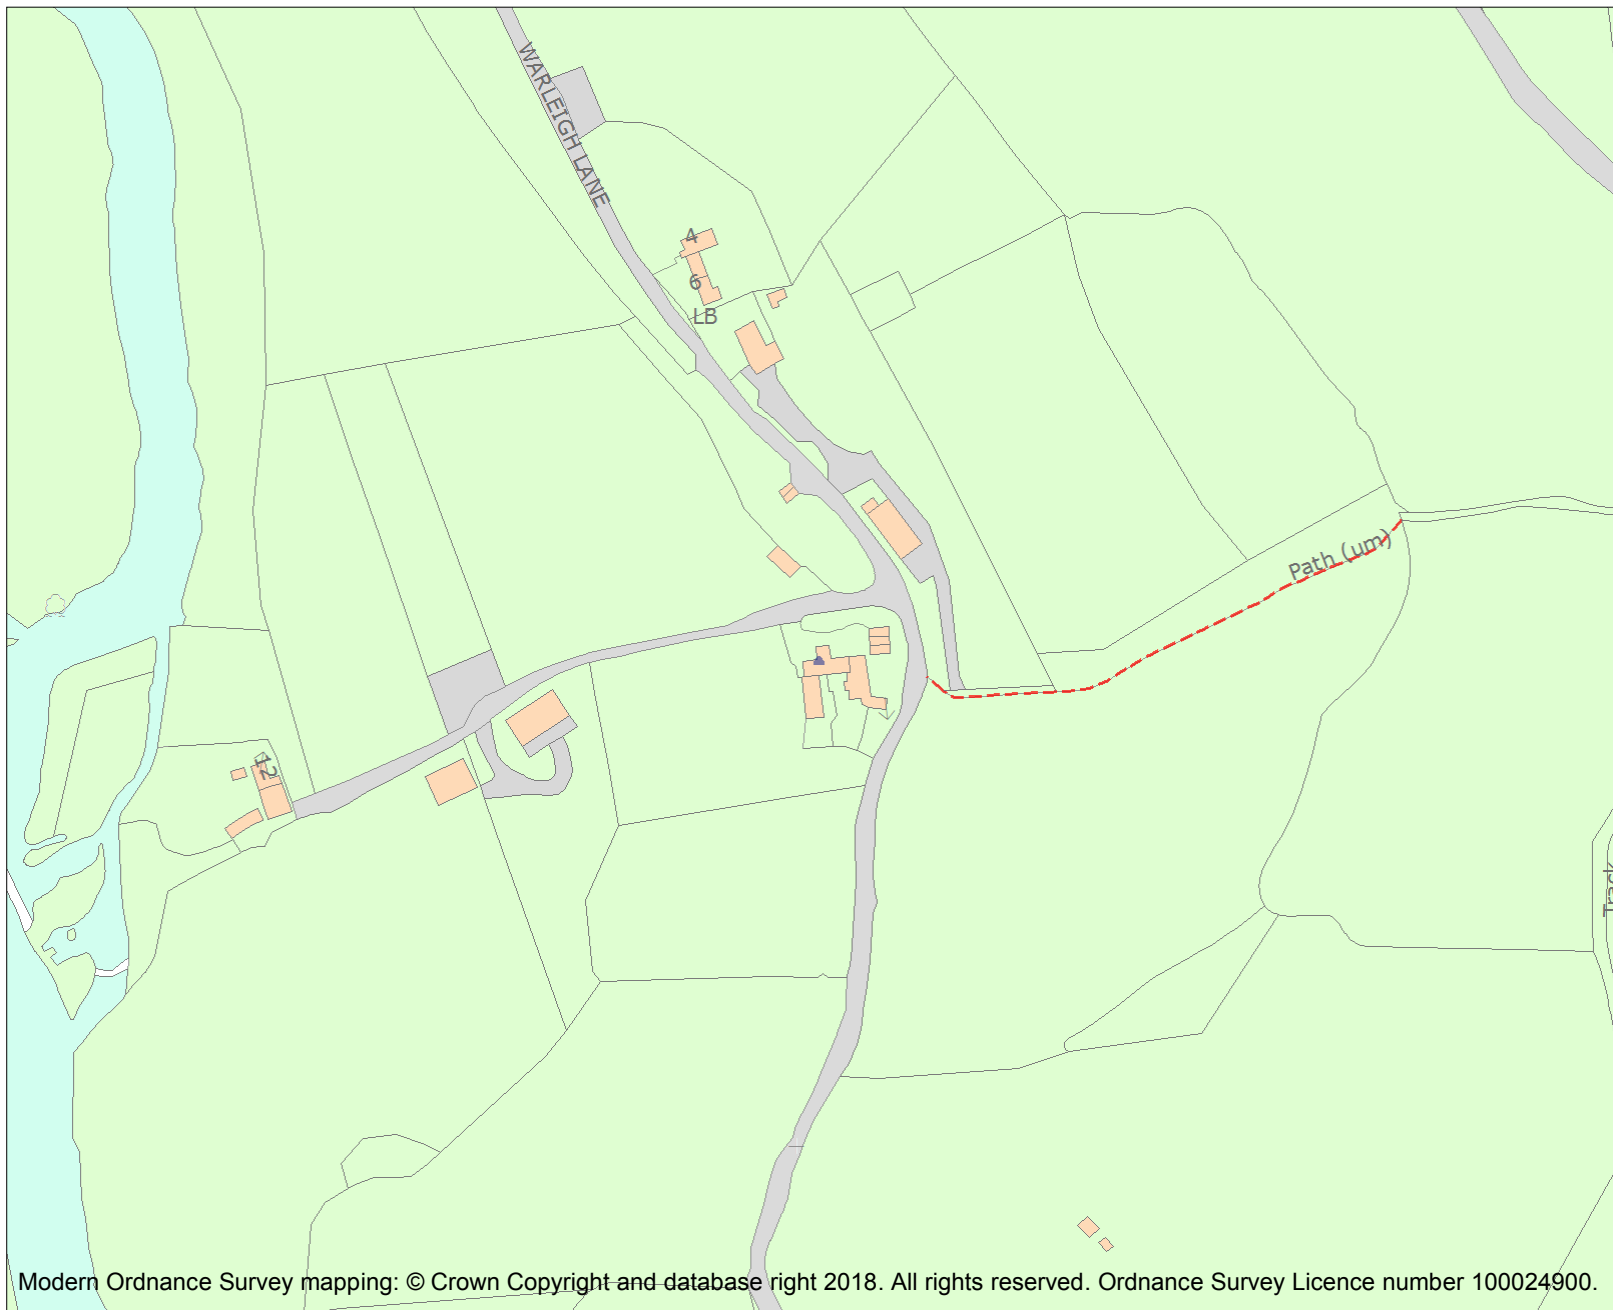 WARLEIGH LANE
4
6
LB
Path (um)
12
Track
Modern Ordnance Survey mapping: © Crown Copyright and database right 2018. All rights reserved. Ordnance Survey Licence number 100024900.